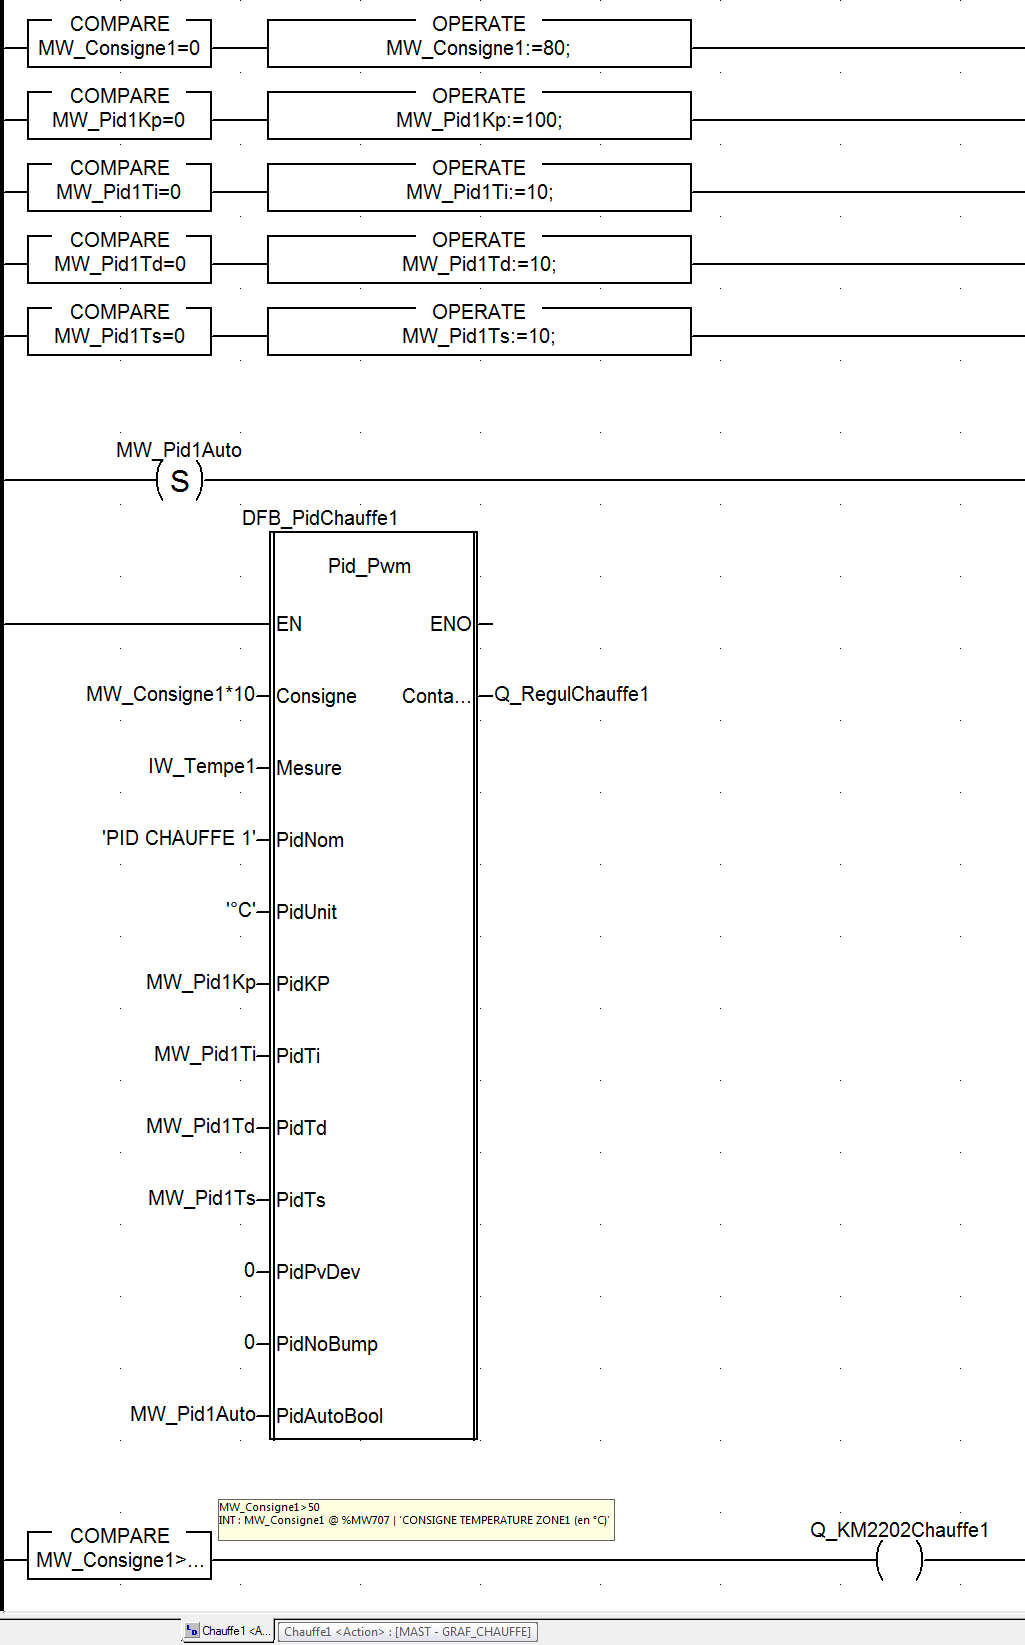 COMPARE OPERATE
MW_Consigne1=0 MW_Consigne1:=80;
COMPARE OPERATE
MW_Pid1Kp=0 MW_Pid1Kp:=100;
COMPARE OPERATE
MW_Pid1Ti=0 MW_Pid1Ti:=10;
COMPARE OPERATE
MW_Pid1Td=0 MW_Pid1Td:=10;
COMPARE OPERATE
MW_Pid1Ts=0 MW_Pid1Ts:=10;
MW_Pid1Auto
S
DFB_PidChauffe1
Pid_Pwm
EN ENO
MW_Consigne1*10 Consigne Conta... Q_RegulChauffe1
IW_Tempe1 Mesure
'PID CHAUFFE 1' PidNom
'°C' PidUnit
MW_Pid1Kp PidKP
MW_Pid1Ti PidTi
MW_Pid1Td PidTd
MW_Pid1Ts PidTs
0 PidPvDev
0 PidNoBump
MW_Pid1Auto PidAutoBool
MW_Consigne1>50
INT : MW_Consigne1 @ %MW707 | 'CONSIGNE TEMPERATURE ZONE1 (en °C)'
COMPARE Q_KM2202Chauffe1
MW_Consigne1>...
LD Chauffe1 <A... Chauffe1 <Action> : [MAST - GRAF_CHAUFFE]